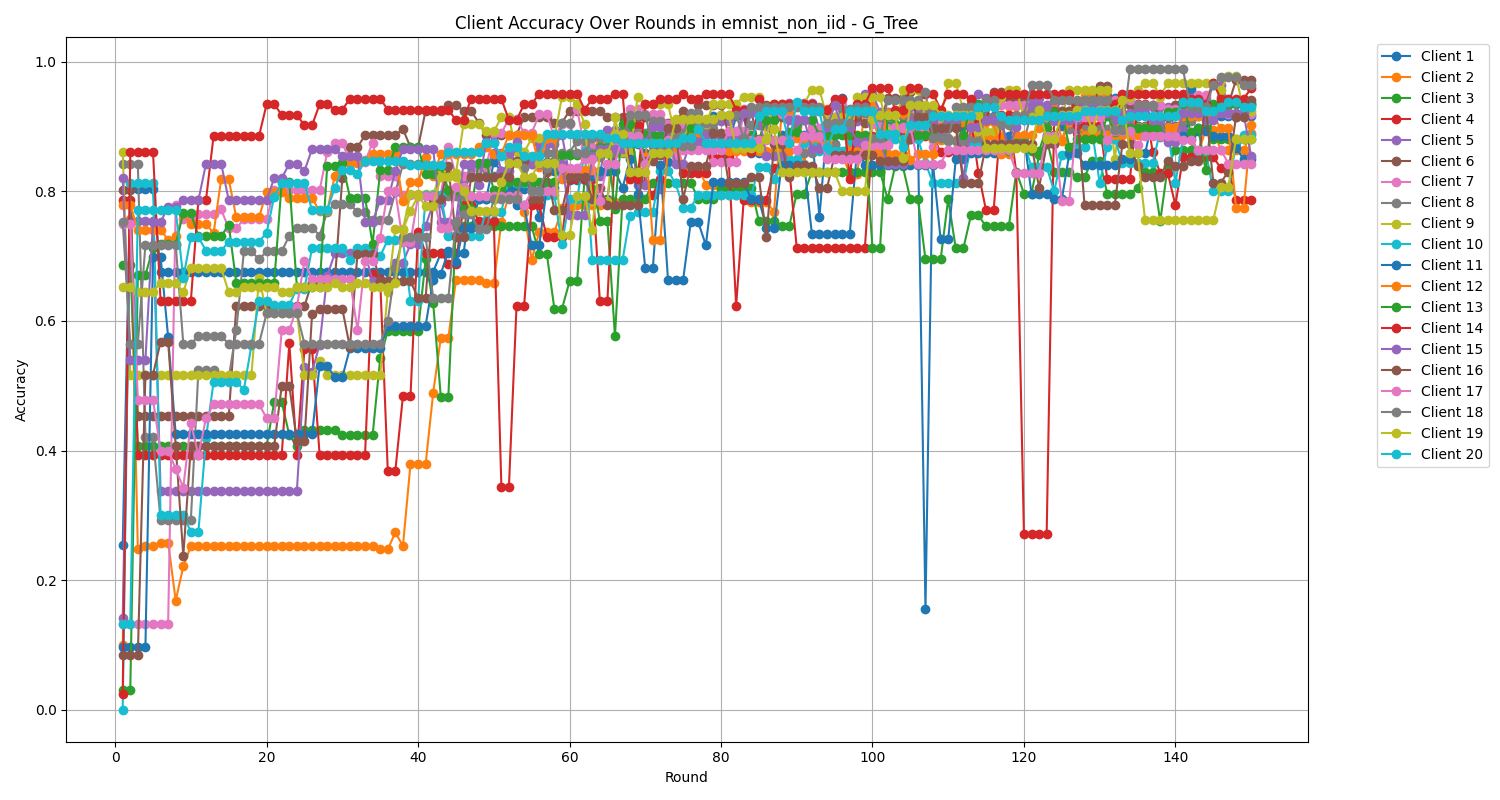 Client Accuracy Over Rounds in emnist_non_iid - G_Tree
1.0
0.8
0.6
0.4
0.2
0.0
Accuracy
0 20 40 60 80 100 120 140
Round
Client 1
Client 2
Client 3
Client 4
Client 5
Client 6
Client 7
Client 8
Client 9
Client 10
Client 11
Client 12
Client 13
Client 14
Client 15
Client 16
Client 17
Client 18
Client 19
Client 20